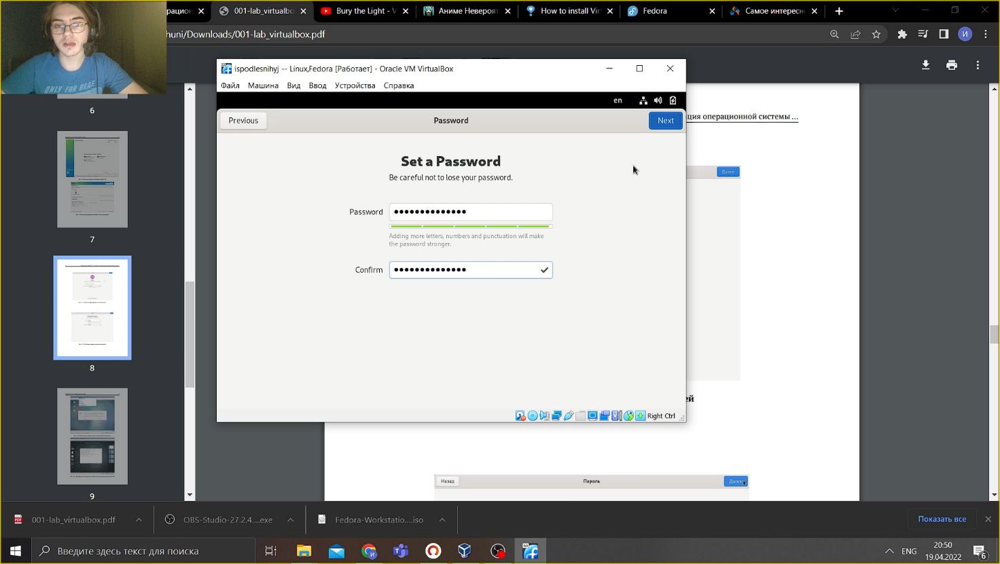 рацион
001-lab_virtualbo
Bury the Light - V
Аниме Невероят
How to install Vir
Fedora
Самое интересн
huni/Downloads/001-lab_virtualbox.pdf
И
ONLY FOR BRAE
ispodlesnihyj -- Linux,Fedora [Работает] - Oracle VM VirtualBox
Файл Машина Вид Ввод Устройства Справка
en
Previous
Password
Next
Set a Password
Be careful not to lose your password.
Password
Adding more letters, numbers and punctuation will make
the password stronger.
Confirm
Right Ctrl
6
7
8
9
ция операционной системы ...
Далее
ей
Назад
Пароль
001-lab_virtualbox.pdf
OBS-Studio-27.2.4....exe
Fedora-Workstatio....iso
Показать все
Введите здесь текст для поиска
ENG
20:50
19.04.2022
6